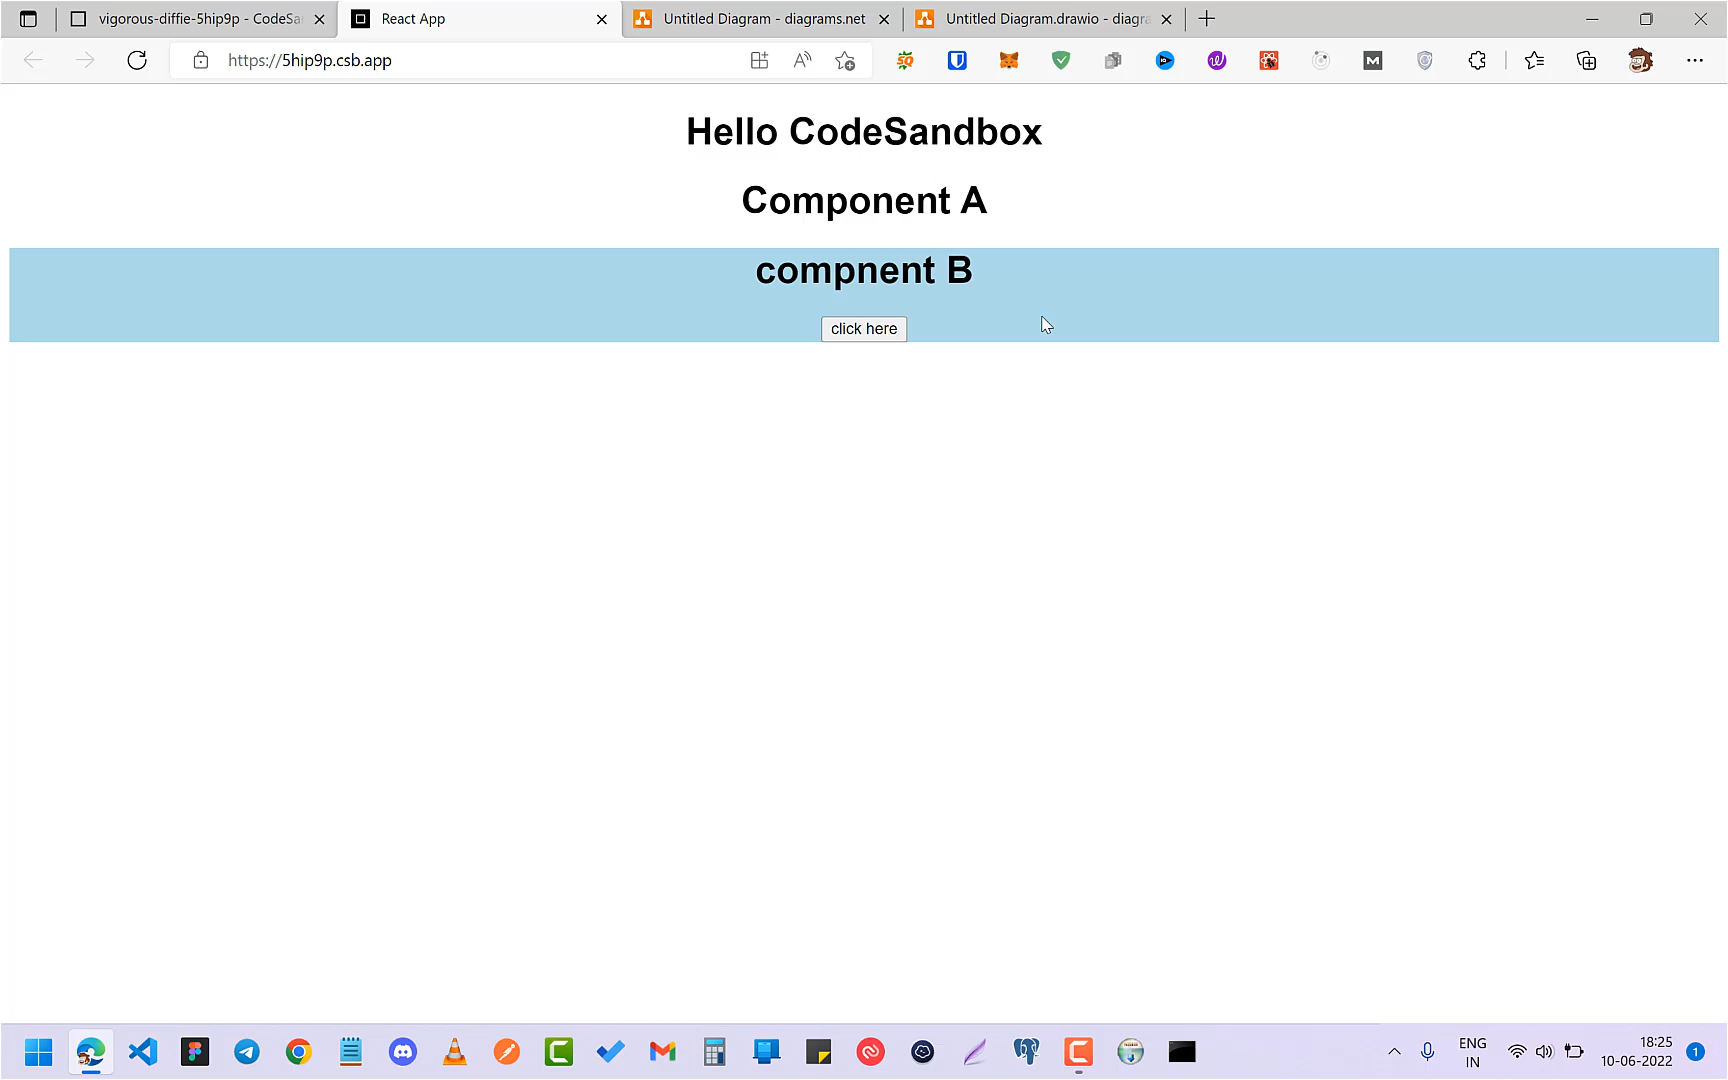 vigorous-diffie-5hip9p - CodeSa
React App
Untitled Diagram - diagrams.net
Untitled Diagram.drawio - diagra
https://5hip9p.csb.app
Hello CodeSandbox
Component A
compnent B
click here
ENG
IN
18:25
10-06-2022
1